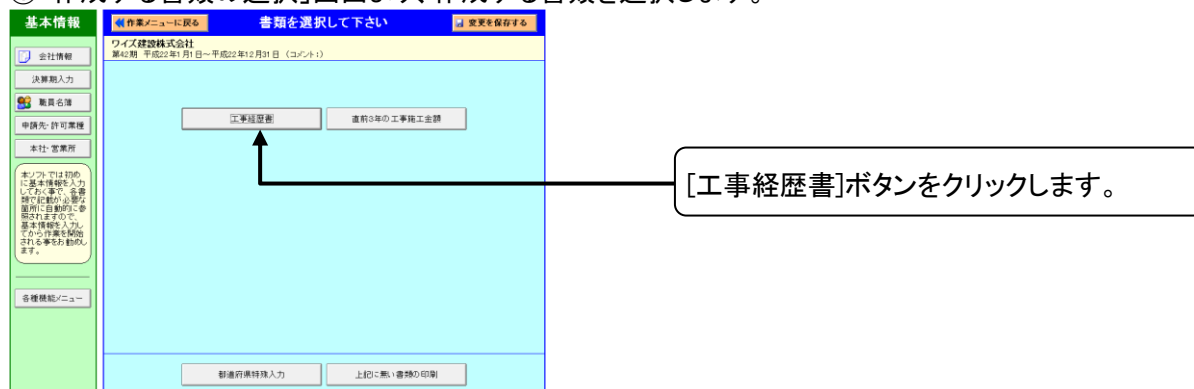 作成する書類の選択]画面より、作成する書類を選択します。
基本情報
作業メニューに戻る
書類を選択して下さい
変更を保存する
ワイズ建設株式会社
第42期 平成22年1月1日～平成22年12月31日 (コメント:)
会社情報
決算期入力
職員名簿
申請先・許可業種
本社・営業所
本ソフトでは初め
に基本情報を入力
しておく事で、各書
類で記載が必要な
箇所に自動的に参
照されますので、
基本情報を入力し
てから作業を開始
される事をお勧めし
ます。
各種機能メニュー
工事経歴書
直前3年の工事施工金額
[工事経歴書]ボタンをクリックします。
都道府県特殊入力
上記に無い書類の印刷